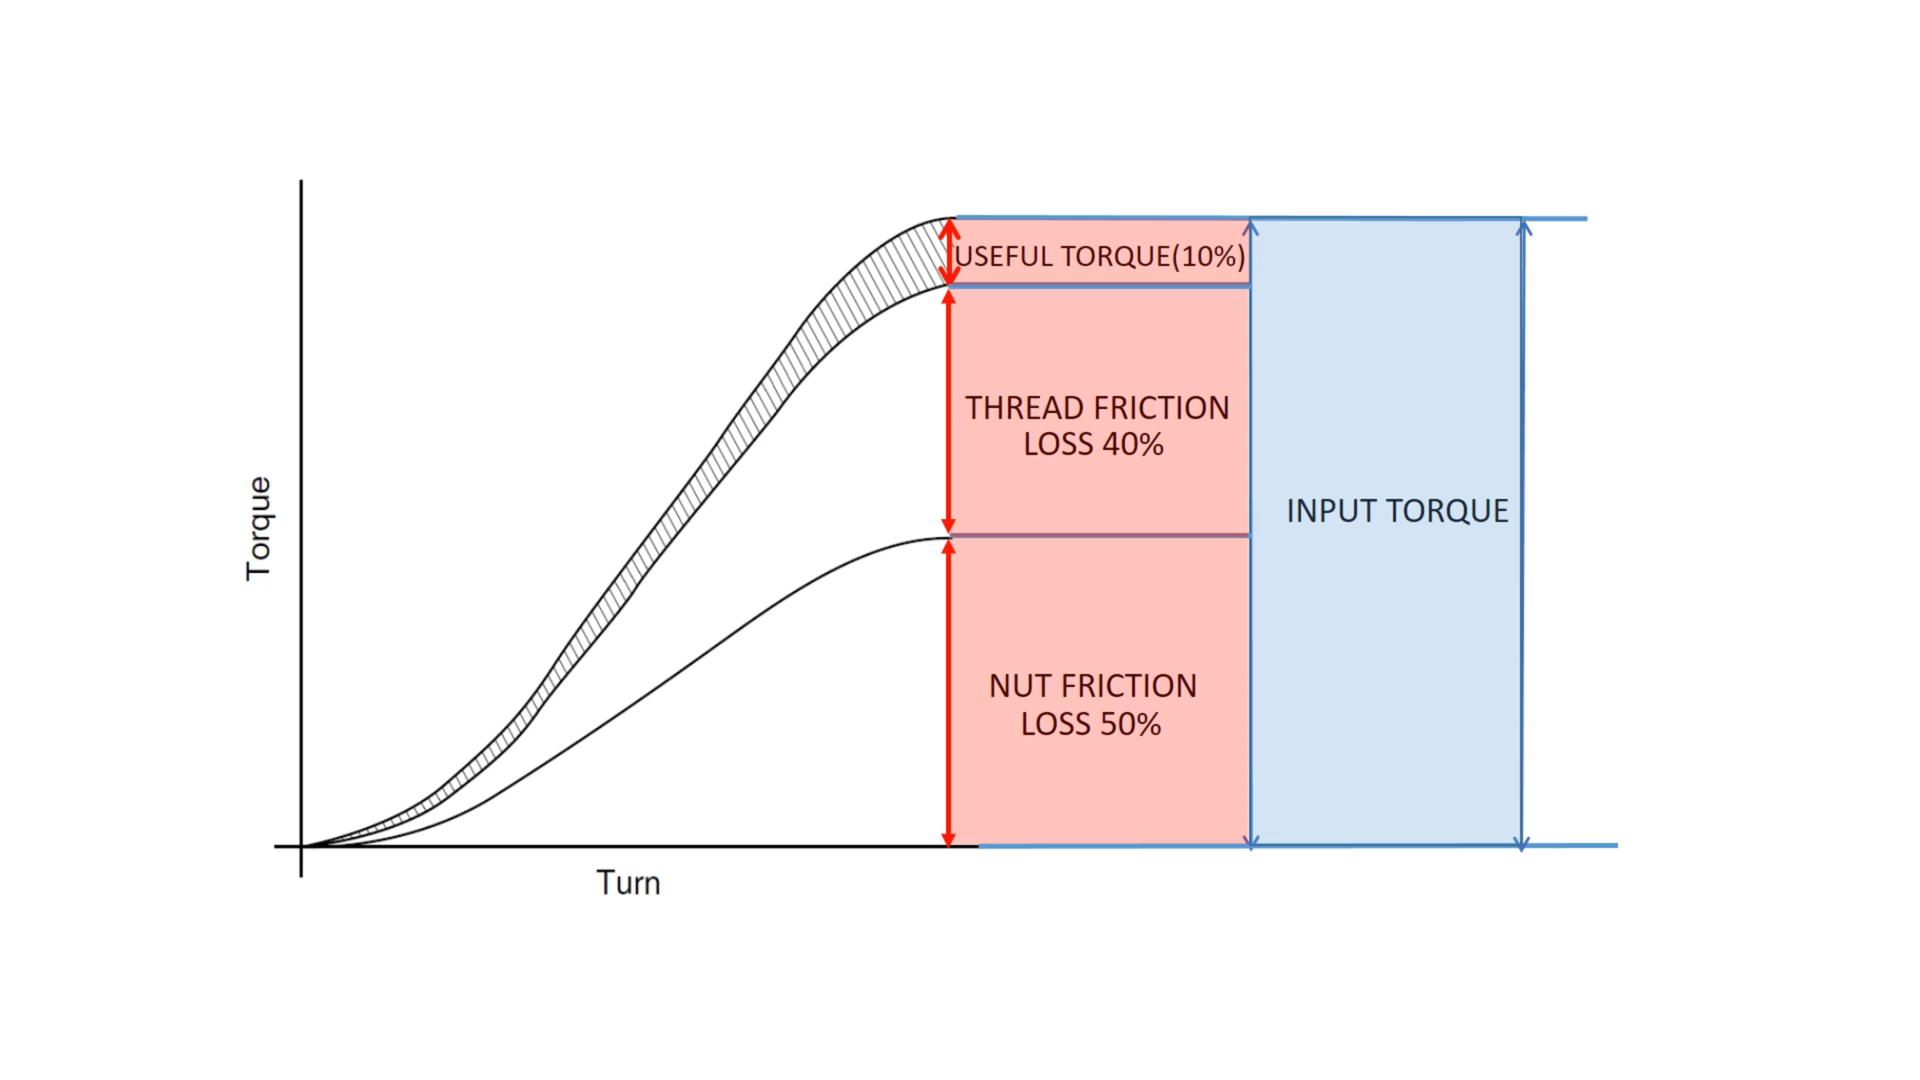 USEFUL TORQUE(10%)
THREAD FRICTION
LOSS 40%
INPUT TORQUE
Torque
NUT FRICTION
LOSS 50%
Turn